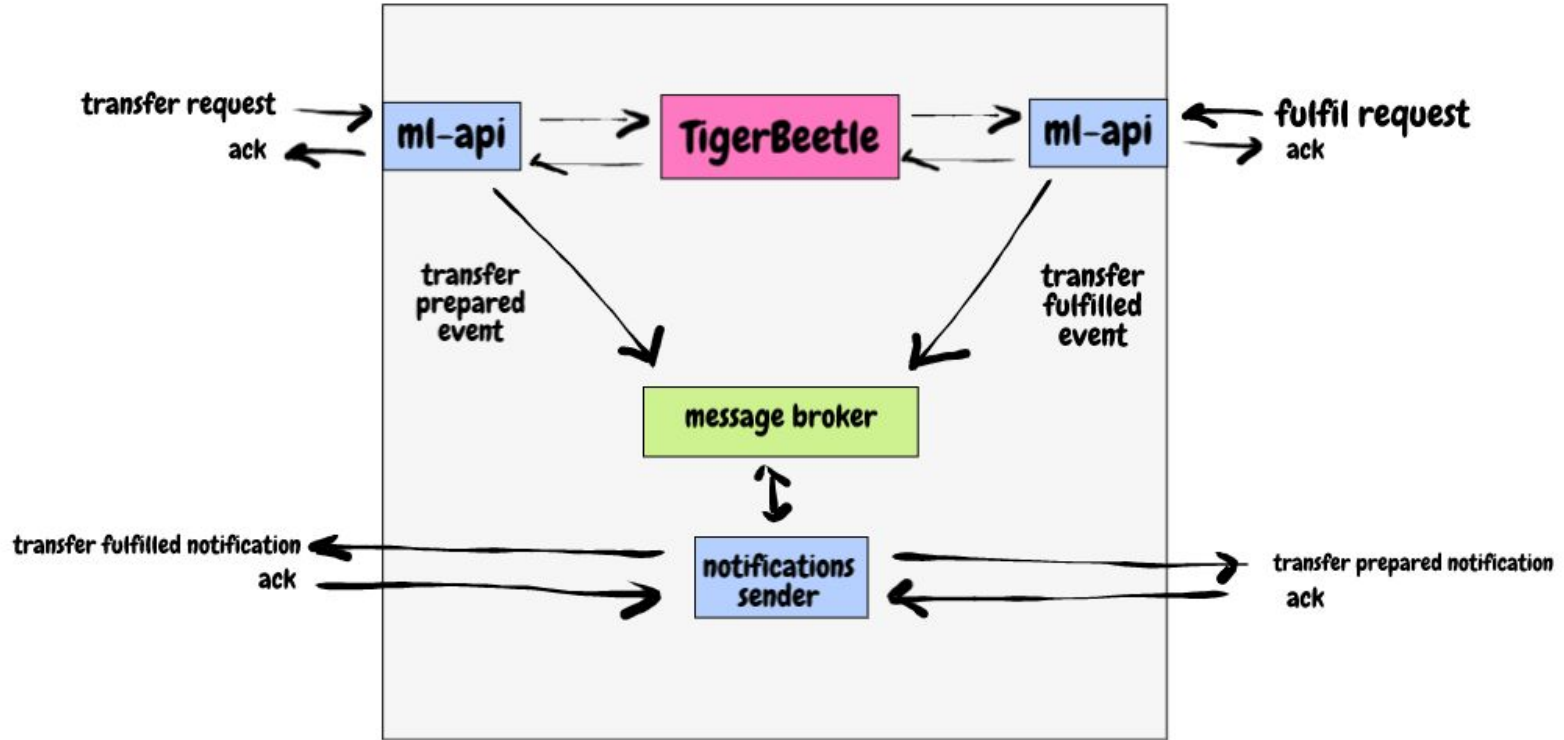 transfer request
ack
ml-api
TigerBeetle
ml-api
fulfil request
ack
transfer
prepared
event
transfer
fulfilled
event
message broker
transfer fulfilled notification
ack
notifications
sender
transfer prepared notification
ack